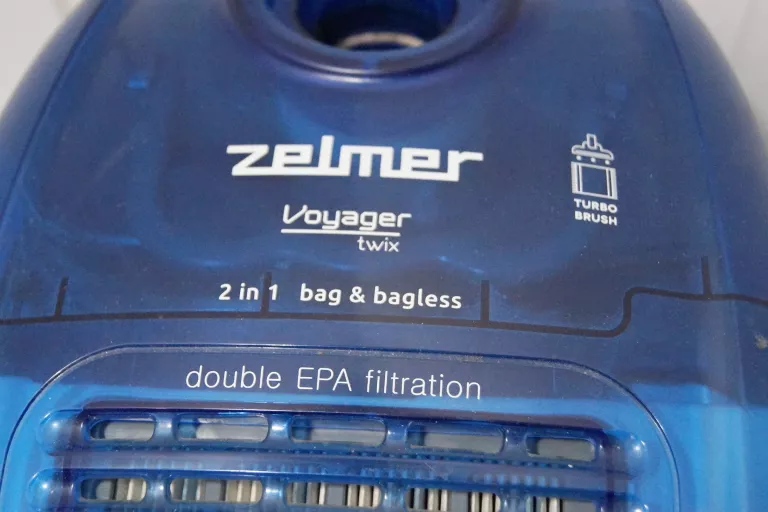 zelmer
Voyager
twix
TURBO
BRUSH
2 in 1 bag & bagless
double EPA filtration